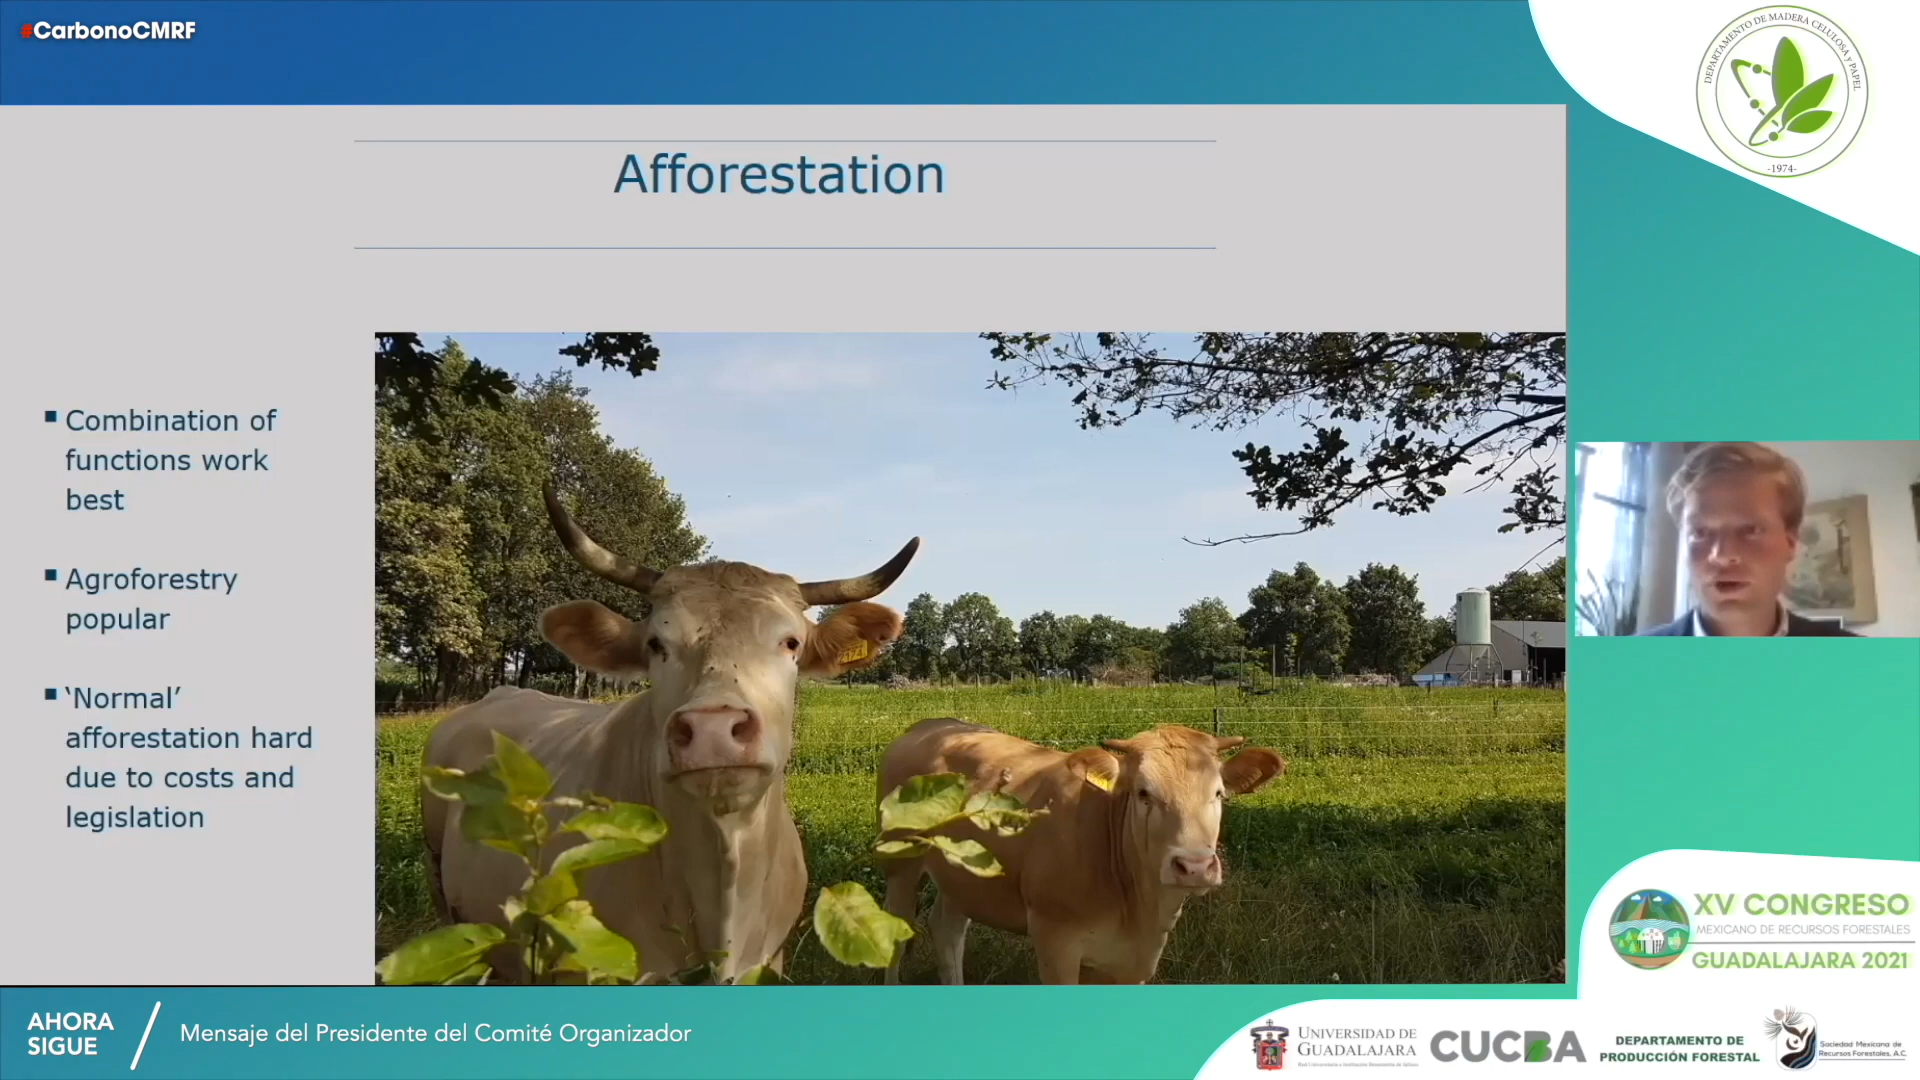 #CarbonoCMRF
DEPARTAMENTO DE MADERA CELULOSA Y PAPEL
-1974-
Afforestation
▪ Combination of
functions work
best
▪ Agroforestry
popular
▪ ‘Normal’
afforestation hard
due to costs and
legislation
XV CONGRESO
MEXICANO DE RECURSOS FORESTALES
GUADALAJARA 2021
AHORA
SIGUE
Mensaje del Presidente del Comité Organizador
UNIVERSIDAD DE
GUADALAJARA
CUCBA
DEPARTAMENTO DE
PRODUCCIÓN FORESTAL
Sociedad Mexicana de
Recursos Forestales, A.C.